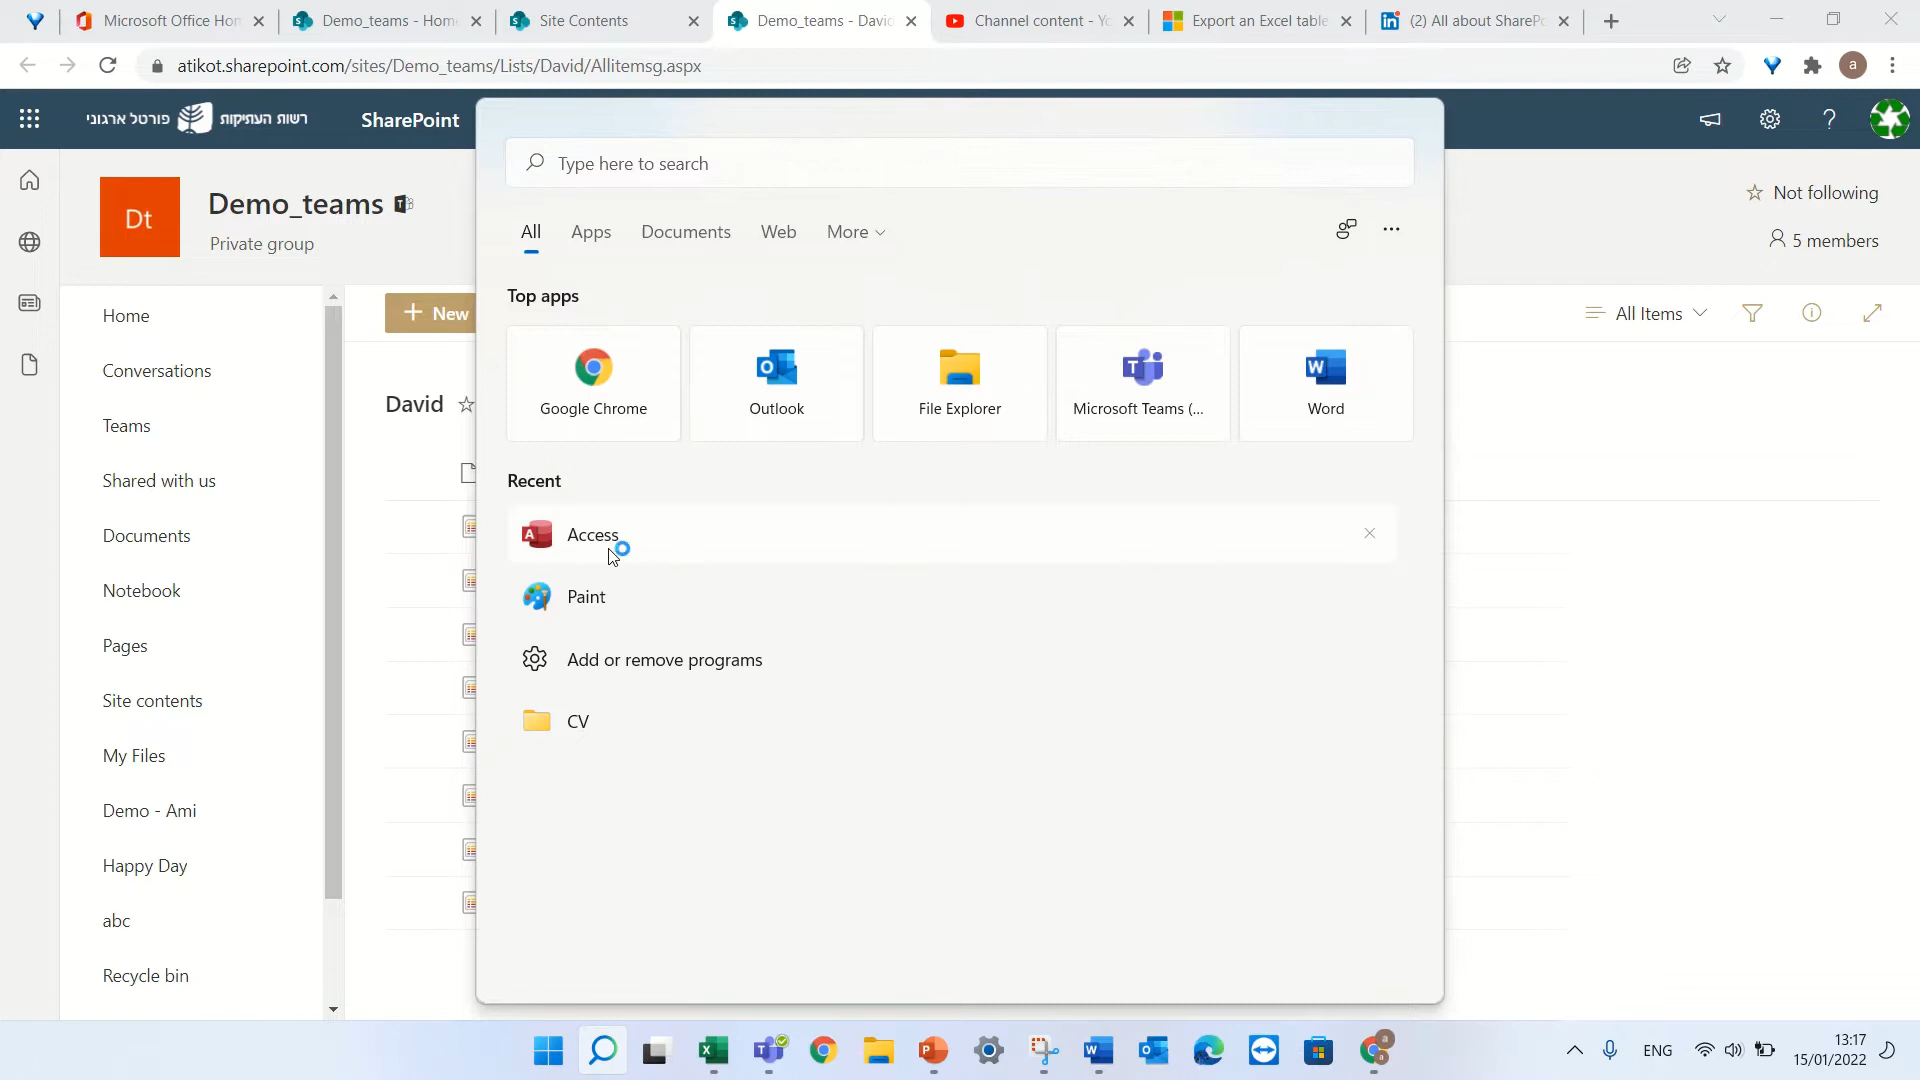 Microsoft Office Hon
Demo_teams - Home
Site Contents
Demo_teams - Davi
Channel content - Yo
Export an Excel table
(2) All about SharePo
atikot.sharepoint.com/sites/Demo_teams/Lists/David/Allitemsg.aspx
a
פורטל ארגוני
רשות העתיקות
SharePoint
Dt
Demo_teams
Private group
Not following
5 members
Home
Conversations
Teams
Shared with us
Documents
Notebook
Pages
Site contents
My Files
Demo - Ami
Happy Day
abc
Recycle bin
New
All Items
David
Type here to search
All
Apps
Documents
Web
More
Top apps
Google Chrome
Outlook
File Explorer
Microsoft Teams (...
Word
Recent
Access
Paint
Add or remove programs
CV
ENG
13:17
15/01/2022